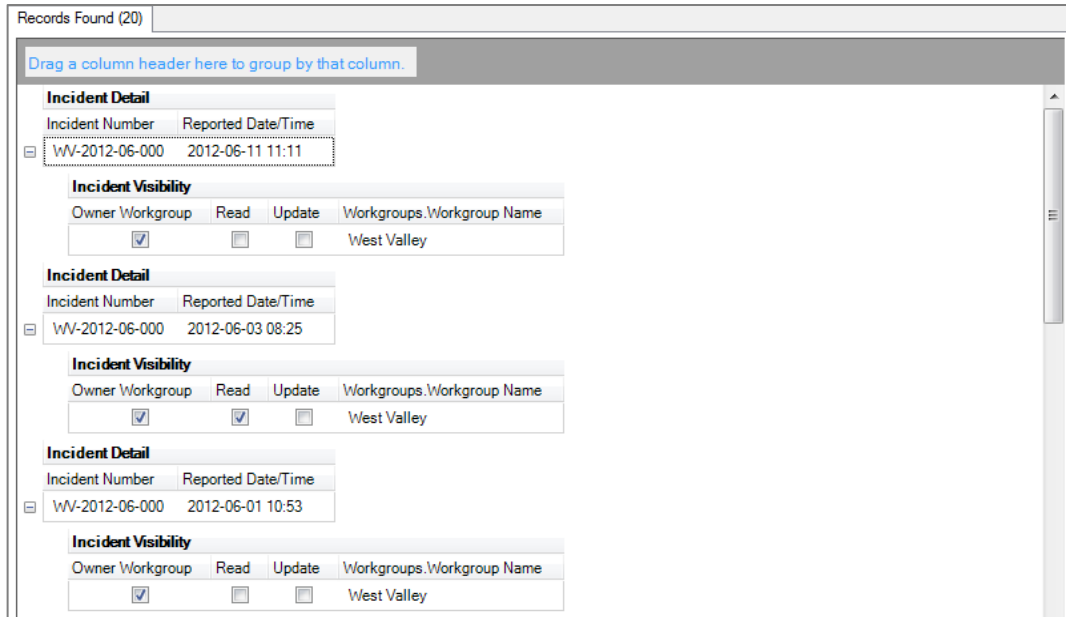 Records Found (20)
Drag a column header here to group by that column.
Incident Detail
Incident Number Reported Date/Time
WV-2012-06-000 2012-06-11 11:11
Incident Visibility
Owner Workgroup Read Update Workgroups.Workgroup Name
West Valley
Incident Detail
Incident Number Reported Date/Time
WV-2012-06-000 2012-06-03 08:25
Incident Visibility
Owner Workgroup Read Update Workgroups.Workgroup Name
West Valley
Incident Detail
Incident Number Reported Date/Time
WV-2012-06-000 2012-06-01 10:53
Incident Visibility
Owner Workgroup Read Update Workgroups.Workgroup Name
West Valley